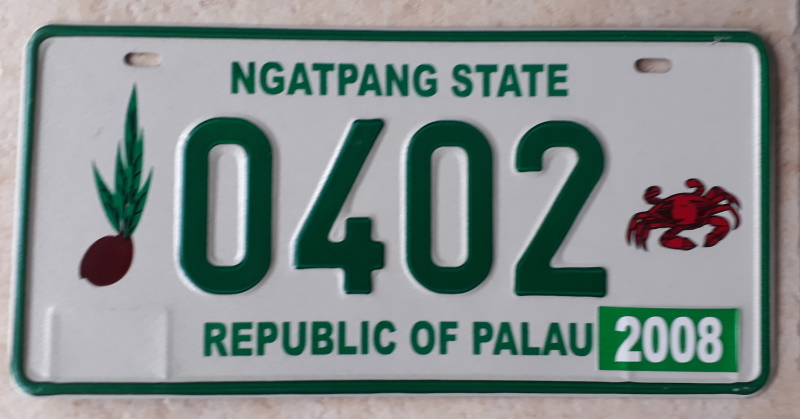 NGATPANG STATE
0402
REPUBLIC OF PALAU 2008